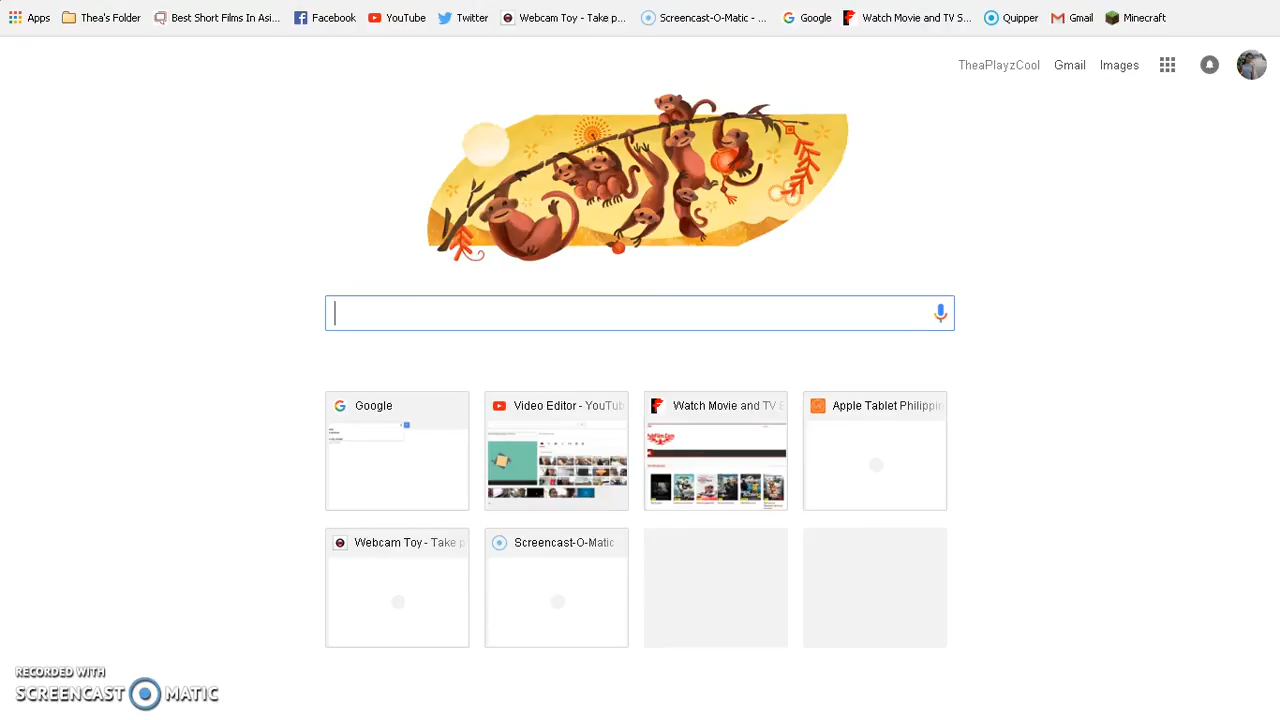 Apps Thea's Folder Best Short Films In Asi... Facebook YouTube Twitter Webcam Toy - Take p... Screencast-O Matic - ... Google Watch Movie and TV S... Quipper Gmail Minecraft
TheaPlayzCool Gmail Images
Google Video Editor - YouTub Watch Movie and TV S Apple Tablet Philippin
Webcam Toy - Take p Screencast-O-Matic
RECORDED WITH
SCREENCAST MATIC